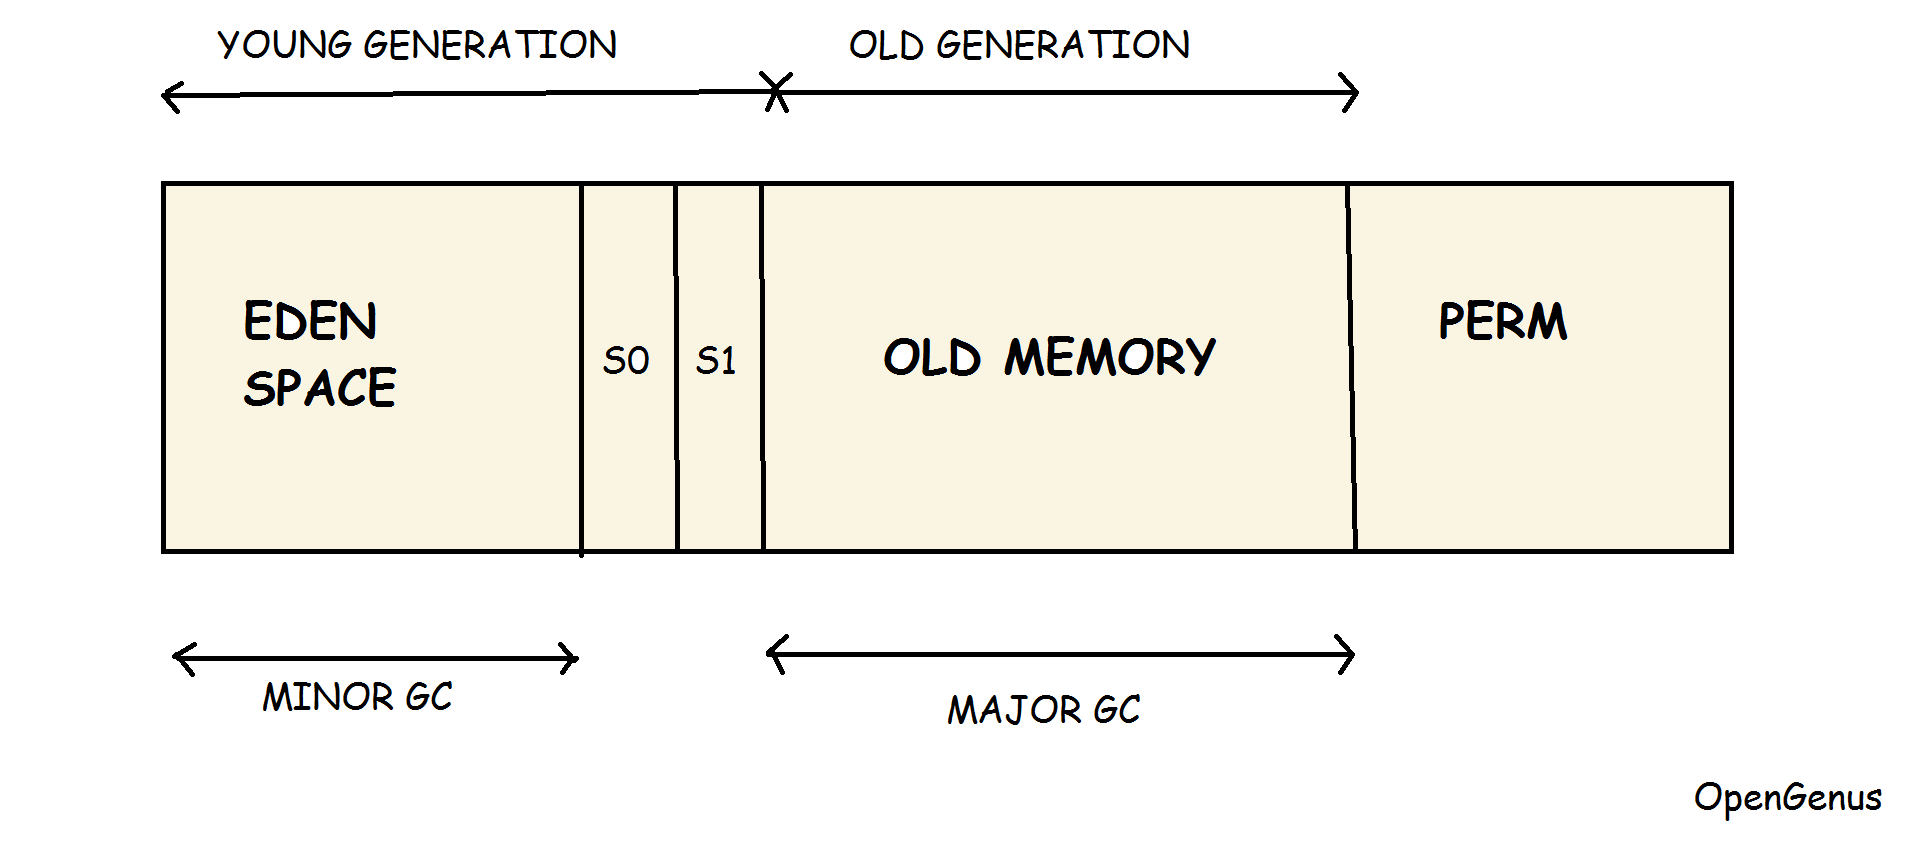 YOUNG GENERATION
OLD GENERATION
EDEN
SPACE
S0
S1
OLD MEMORY
PERM
MINOR GC
MAJOR GC
OpenGenus